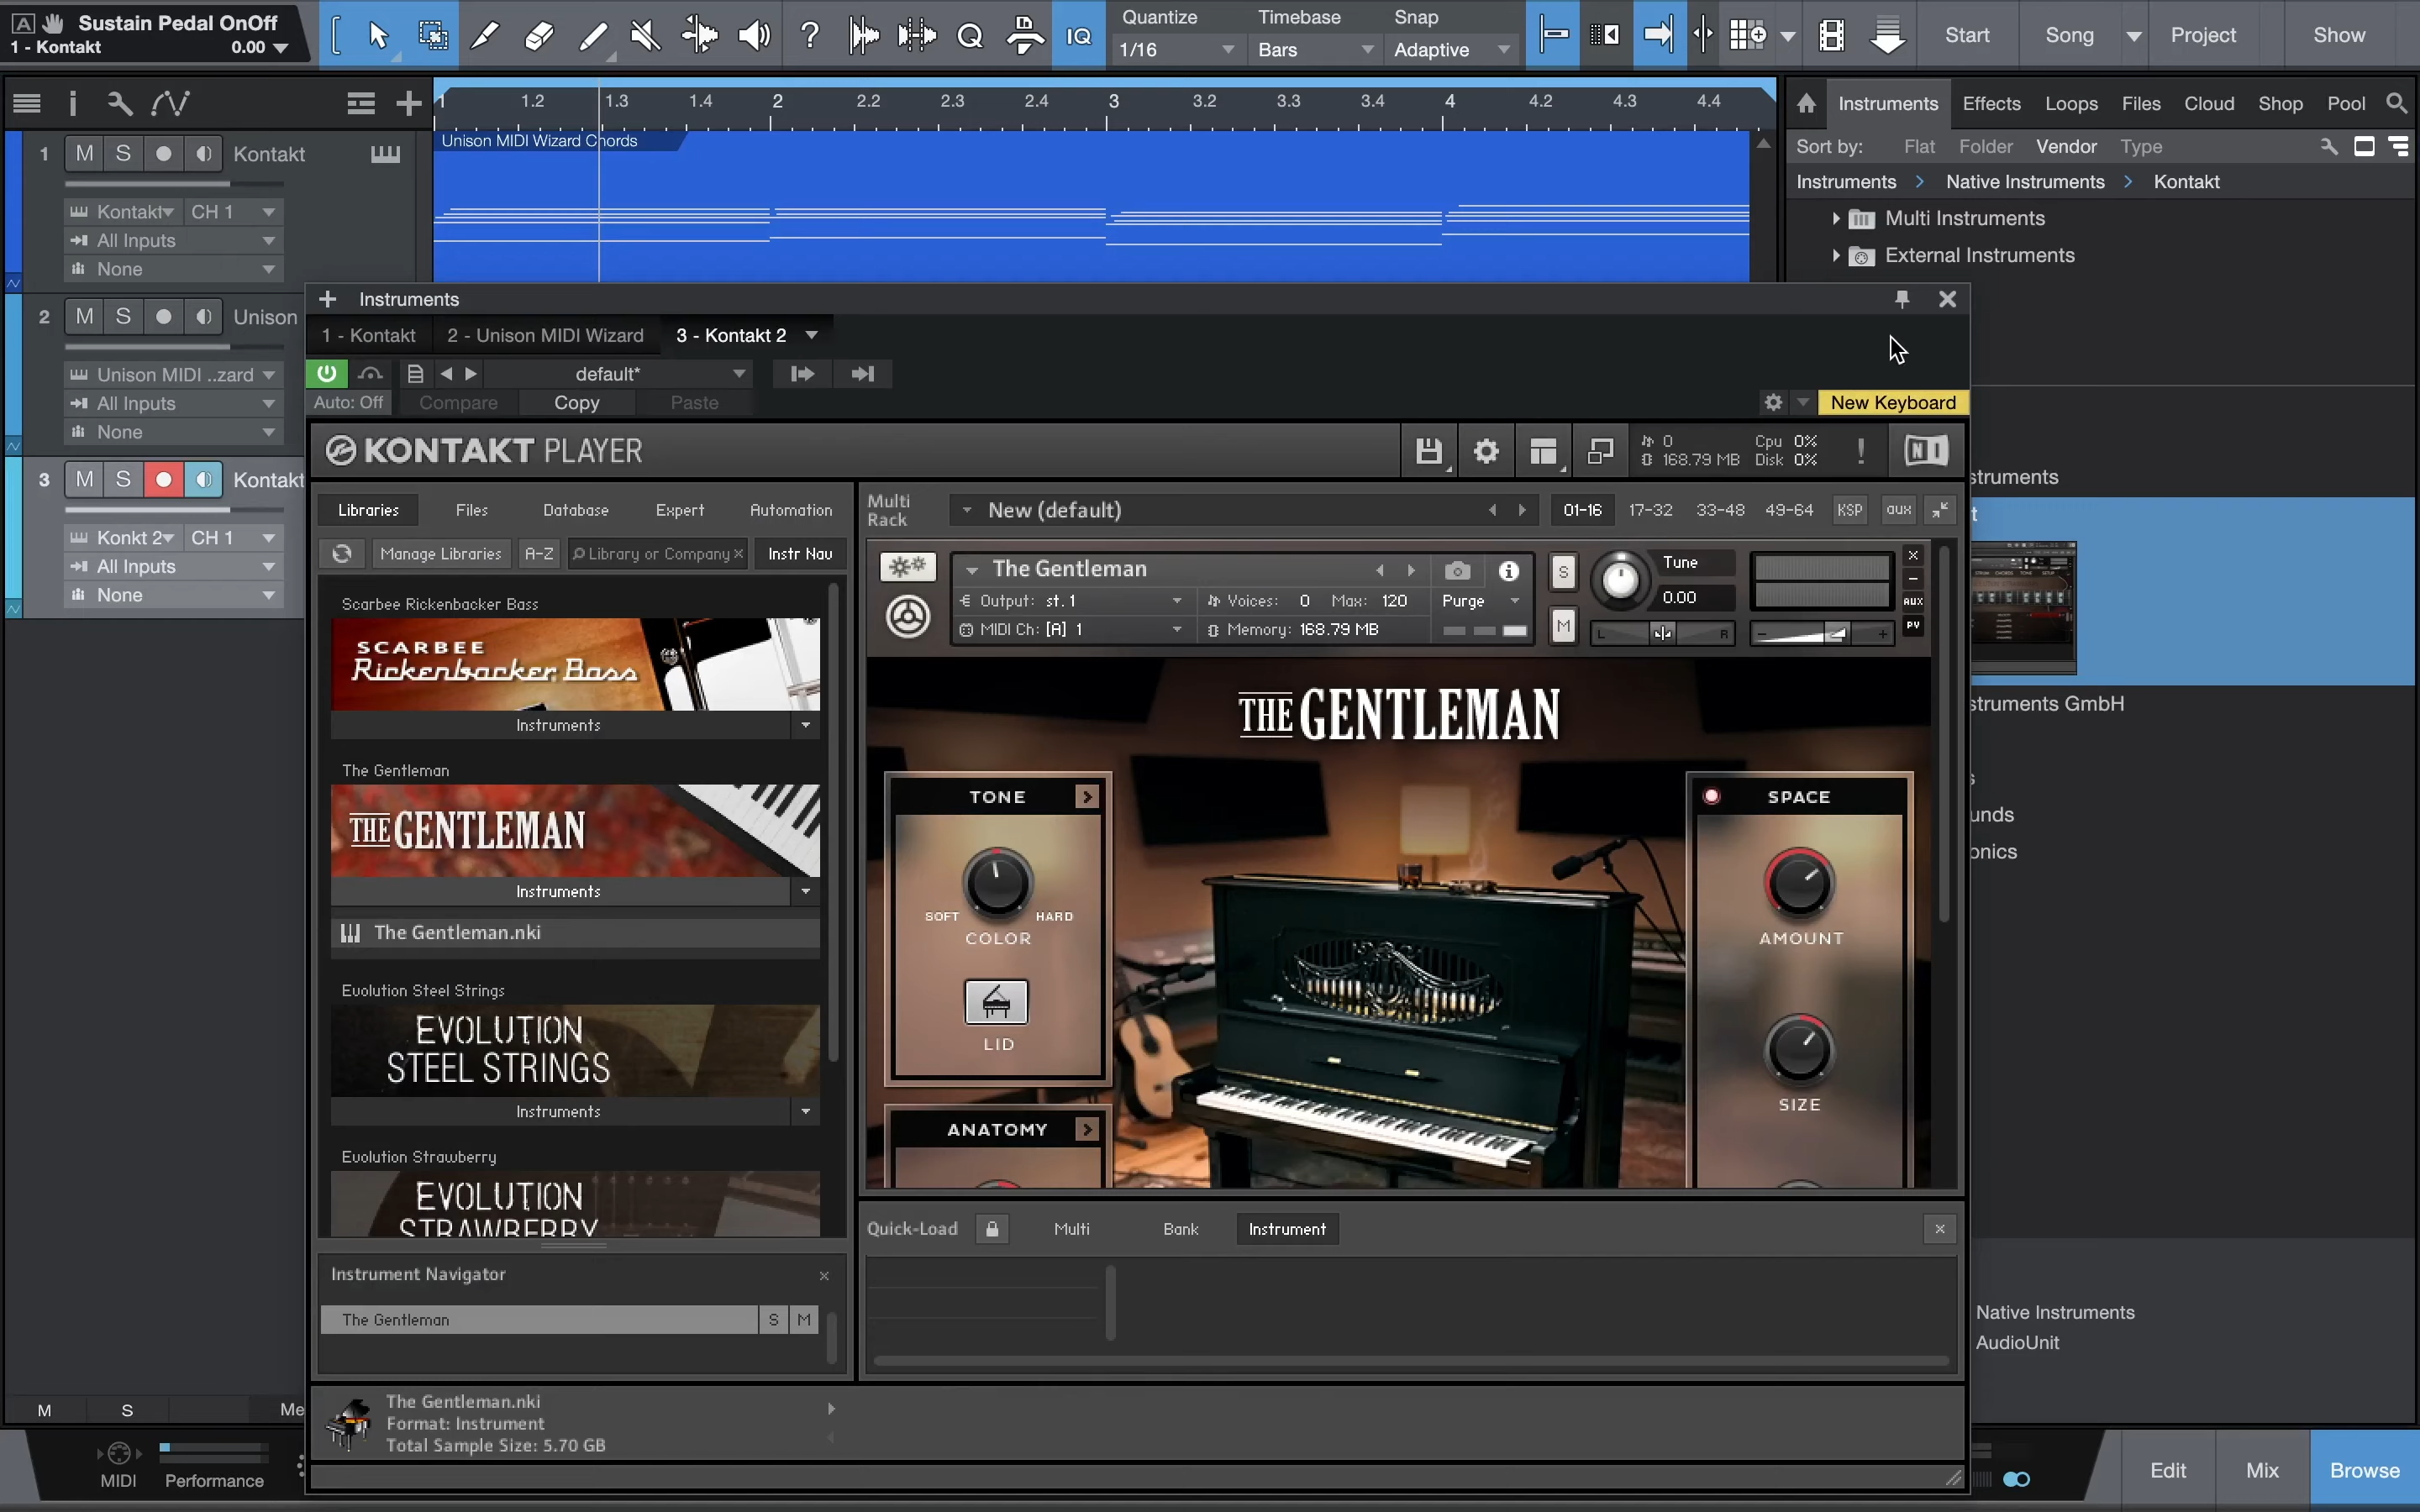 Sustain Pedal OnOff
1 - Kontakt 0.00
IQ
Quantize
1/16
Timebase
Bars
Snap
Adaptive
Start
Song
Project
Show
1 1.2 1.3 1.4 2 2.2 2.3 2.4 3 3.2 3.3 3.4 4 4.2 4.3 4.4
Unison MIDI Wizard Chords
1 M S Kontakt
Kontakt CH 1
All Inputs
None
2 M S Unison
Unison MIDI ..zard
All Inputs
None
3 M S Kontakt
Konkt 2 CH 1
All Inputs
None
M S Me
MIDI Performance
Instruments Effects Loops Files Cloud Shop Pool
Sort by: Flat Folder Vendor Type
Instruments > Native Instruments > Kontakt
Multi Instruments
External Instruments
struments
t
struments GmbH
s
unds
onics
Native Instruments
AudioUnit
Edit Mix Browse
Instruments
1 - Kontakt 2 - Unison MIDI Wizard 3 - Kontakt 2
default*
Auto: Off Compare Copy Paste
New Keyboard
KONTAKT PLAYER
0
168.79 MB
Cpu 0%
Disk 0%
!
NI
Libraries Files Database Expert Automation
Manage Libraries A-Z Library or Company Instr Nav
Scarbee Rickenbacker Bass
SCARBEE
Rickenbacker Bass
Instruments
The Gentleman
THE GENTLEMAN
Instruments
The Gentleman.nki
Evolution Steel Strings
EVOLUTION
STEEL STRINGS
Instruments
Evolution Strawberry
EVOLUTION
STRAWBERRY
Instrument Navigator
The Gentleman S M
Multi
Rack
New (default)
01-16 17-32 33-48 49-64 KSP aux
The Gentleman
Output: st. 1
Voices: 0 Max: 120
Purge
MIDI Ch: [A] 1
Memory: 168.79 MB
S
M
Tune
0.00
L R
AUX
PV
THE GENTLEMAN
TONE
SOFT HARD
COLOR
LID
ANATOMY
SPACE
AMOUNT
SIZE
Quick-Load Multi Bank Instrument
The Gentleman.nki
Format: Instrument
Total Sample Size: 5.70 GB